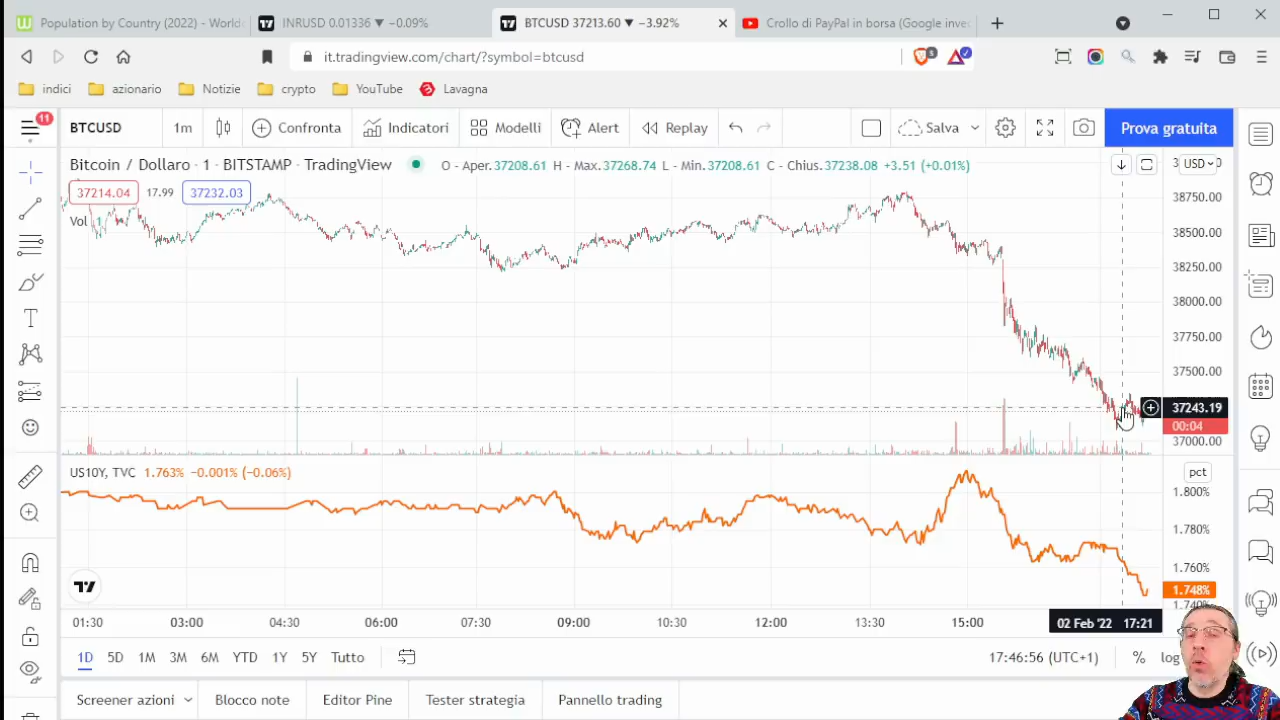 Population by Country (2022) - World
INRUSD 0.01336 ▼ −0.09%
BTCUSD 37213.60 ▼ −3.92%
Crollo di PayPal in borsa (Google inve
it.tradingview.com/chart/?symbol=btcusd
indici
azionario
Notizie
crypto
YouTube
Lavagna
11
BTCUSD
1m
Confronta
Indicatori
Modelli
Alert
Replay
Salva
Prova gratuita
Bitcoin / Dollaro · 1 · BITSTAMP · TradingView
O - Aper.37208.61 H - Max.37268.74 L - Min.37208.61 C - Chius.37238.08 +3.51 (+0.01%)
USD
37214.04 17.99 37232.03
Vol 1
38750.00
38500.00
38250.00
38000.00
37750.00
37500.00
37243.19
00:04
37000.00
US10Y, TVC 1.763% −0.001% (−0.06%)
pct
1.800%
1.780%
1.760%
1.748%
1.740%
01:30 03:00 04:30 06:00 07:30 09:00 10:30 12:00 13:30 15:00 02 Feb '22 17:21
1D 5D 1M 3M 6M YTD 1Y 5Y Tutto
17:46:56 (UTC+1) % log
Screener azioni
Blocco note
Editor Pine
Tester strategia
Pannello trading